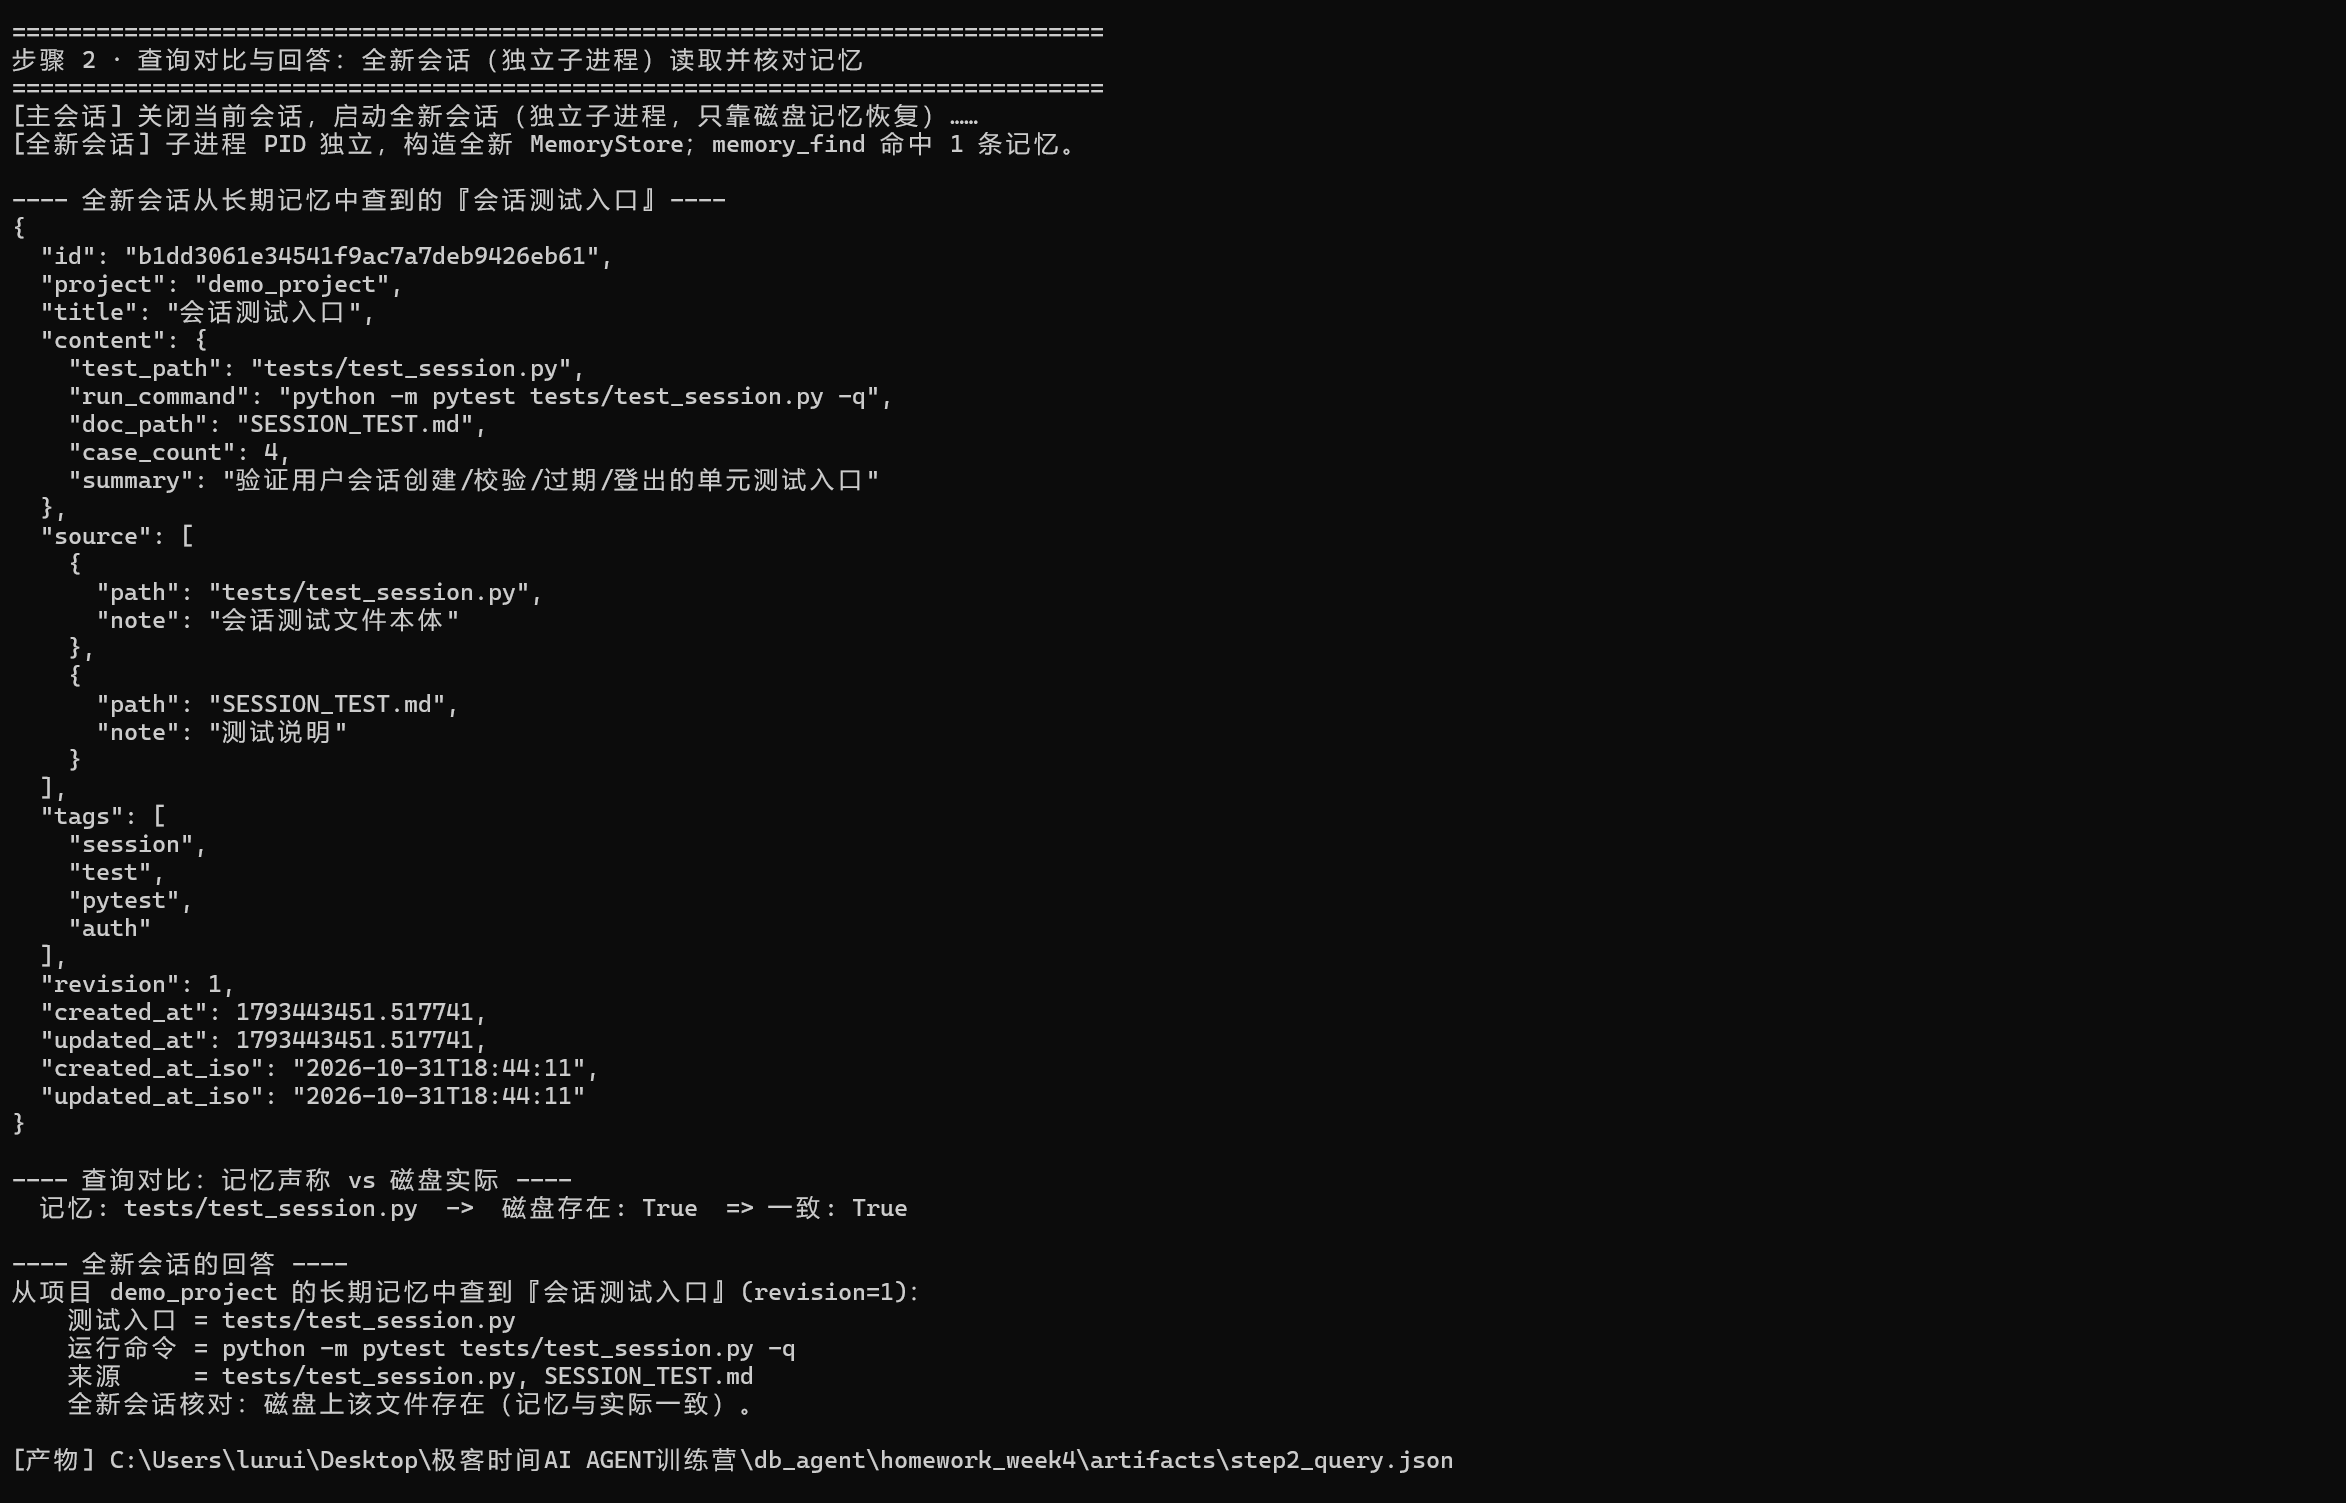 ==============================================================================
步骤 2 · 查询对比与回答：全新会话（独立子进程）读取并核对记忆
==============================================================================
[主会话] 关闭当前会话，启动全新会话（独立子进程，只靠磁盘记忆恢复）……
[全新会话] 子进程 PID 独立，构造全新 MemoryStore；memory_find 命中 1 条记忆。

---- 全新会话从长期记忆中查到的『会话测试入口』----
{
  "id": "b1dd3061e34541f9ac7a7deb9426eb61",
  "project": "demo_project",
  "title": "会话测试入口",
  "content": {
    "test_path": "tests/test_session.py",
    "run_command": "python -m pytest tests/test_session.py -q",
    "doc_path": "SESSION_TEST.md",
    "case_count": 4,
    "summary": "验证用户会话创建/校验/过期/登出的单元测试入口"
  },
  "source": [
    {
      "path": "tests/test_session.py",
      "note": "会话测试文件本体"
    },
    {
      "path": "SESSION_TEST.md",
      "note": "测试说明"
    }
  ],
  "tags": [
    "session",
    "test",
    "pytest",
    "auth"
  ],
  "revision": 1,
  "created_at": 1793443451.517741,
  "updated_at": 1793443451.517741,
  "created_at_iso": "2026-10-31T18:44:11",
  "updated_at_iso": "2026-10-31T18:44:11"
}

---- 查询对比：记忆声称 vs 磁盘实际 ----
  记忆：tests/test_session.py  ->  磁盘存在：True  => 一致：True

---- 全新会话的回答 ----
从项目 demo_project 的长期记忆中查到『会话测试入口』(revision=1)：
    测试入口 = tests/test_session.py
    运行命令 = python -m pytest tests/test_session.py -q
    来源     = tests/test_session.py, SESSION_TEST.md
    全新会话核对：磁盘上该文件存在（记忆与实际一致）。

[产物] C:\Users\lurui\Desktop\极客时间AI AGENT训练营\db_agent\homework_week4\artifacts\step2_query.json